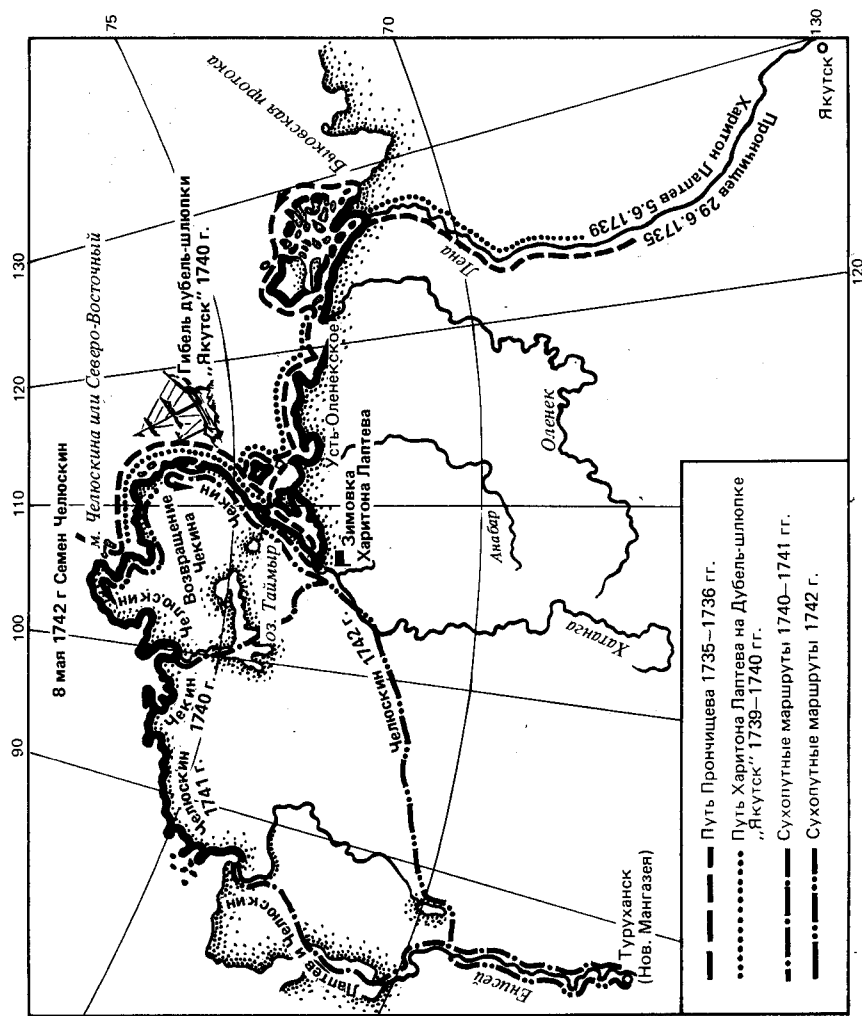 75
70
130
Якутск
130
120
110
100
90
120
8 мая 1742 г Семен Челюскин
м. Челюскина или Северо-Восточный
Гибель дубель-шлюпки
„Якутск" 1740 г.
Быковская протока
Челюскин
Возвращение
Чекина
Чекин
Чекин
1740 г.
Челюскин
1741 г.
Челюскин
Лаптев и Челюскин
оз. Таймыр
Усть-Оленекское
Зимовка
Харитона Лаптева
Лена
Харитон Лаптев 5.6.1739
Прончищев 29.6.1735
Оленек
Анабар
Хатанга
Челюскин 1742 г.
Енисей
Туруханск
(Нов. Мангазея)
Путь Прончищева 1735–1736 гг.
Путь Харитона Лаптева на Дубель-шлюпке
„Якутск" 1739–1740 гг.
Сухопутные маршруты 1740–1741 гг.
Сухопутные маршруты 1742 г.